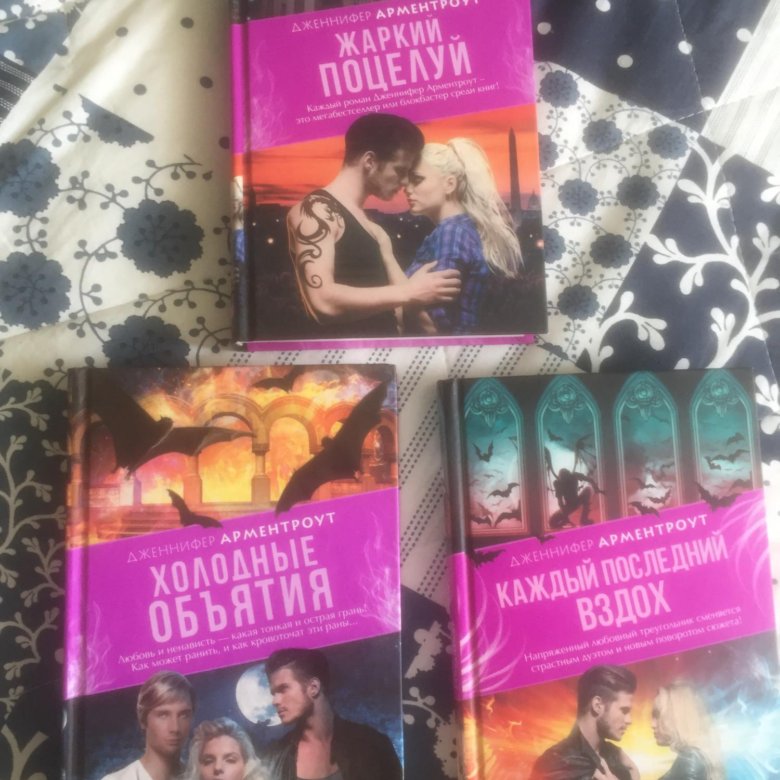 ДЖЕННИФЕР АРМЕНТРОУТ
ЖАРКИЙ
ПОЦЕЛУЙ
Каждый роман Дженнифер Арментроут –
это мегабестселлер или блокбастер среди книг!
ДЖЕННИФЕР АРМЕНТРОУТ
ХОЛОДНЫЕ
ОБЪЯТИЯ
Любовь и ненависть — какая тонкая и острая грань!
Как может ранить, и как кровоточат эти раны...
ДЖЕННИФЕР АРМЕНТРОУТ
КАЖДЫЙ ПОСЛЕДНИЙ
ВЗДОХ
Напряженный любовный треугольник сменяется
страстным дуэтом и новым поворотом сюжета!